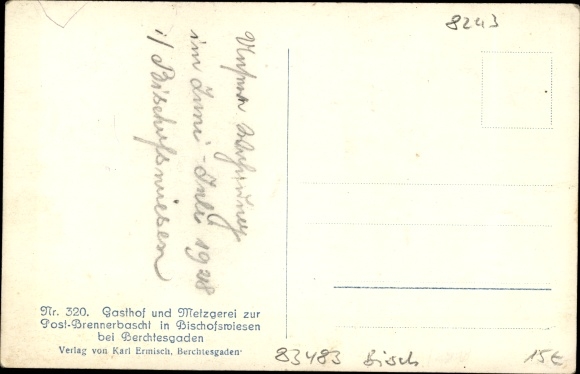 8243
Unsere Wohnung
im Juni - Juli 1928
i/ Bischofswiesen
Nr. 320. Gasthof und Metzgerei zur
Post-Brennerbascht in Bischofswiesen
bei Berchtesgaden
Verlag von Karl Ermisch, Berchtesgaden
83483 Bisch
15€